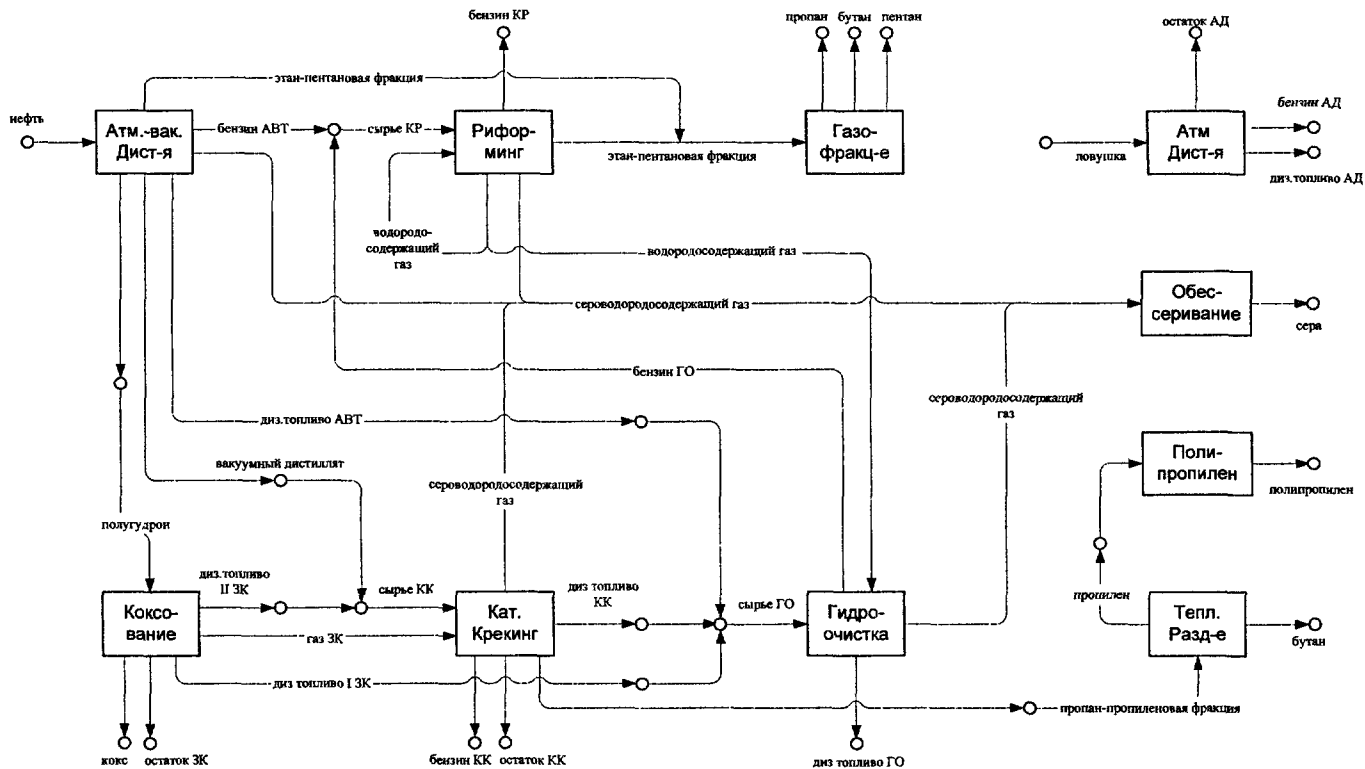 бензин КР
пропан бутан пентан
остаток АД
этан-пентановая фракция
нефть
Атм.-вак.
Дист-я
бензин АВТ
сырье КР
Рифор-
минг
этан-пентановая фракция
Газо-
фракц-е
ловушка
Атм
Дист-я
бензин АД
диз.топливо АД
водородо-
содержащий
газ
водородосодержащий газ
сероводородосодержащий газ
Обес-
серивание
сера
бензин ГО
сероводородосодержащий
газ
диз.топливо АВТ
вакуумный дистиллят
сероводородосодержащий
газ
Поли-
пропилен
полипропилен
полугудрон
диз.топливо
II ЗК
сырье КК
диз топливо
КК
сырье ГО
пропилен
Коксо-
вание
газ ЗК
Кат.
Крекинг
Гидро-
очистка
Тепл.
Разд-е
бутан
диз топливо I ЗК
пропан-пропиленовая фракция
кокс
остаток ЗК
бензин КК
остаток КК
диз топливо ГО